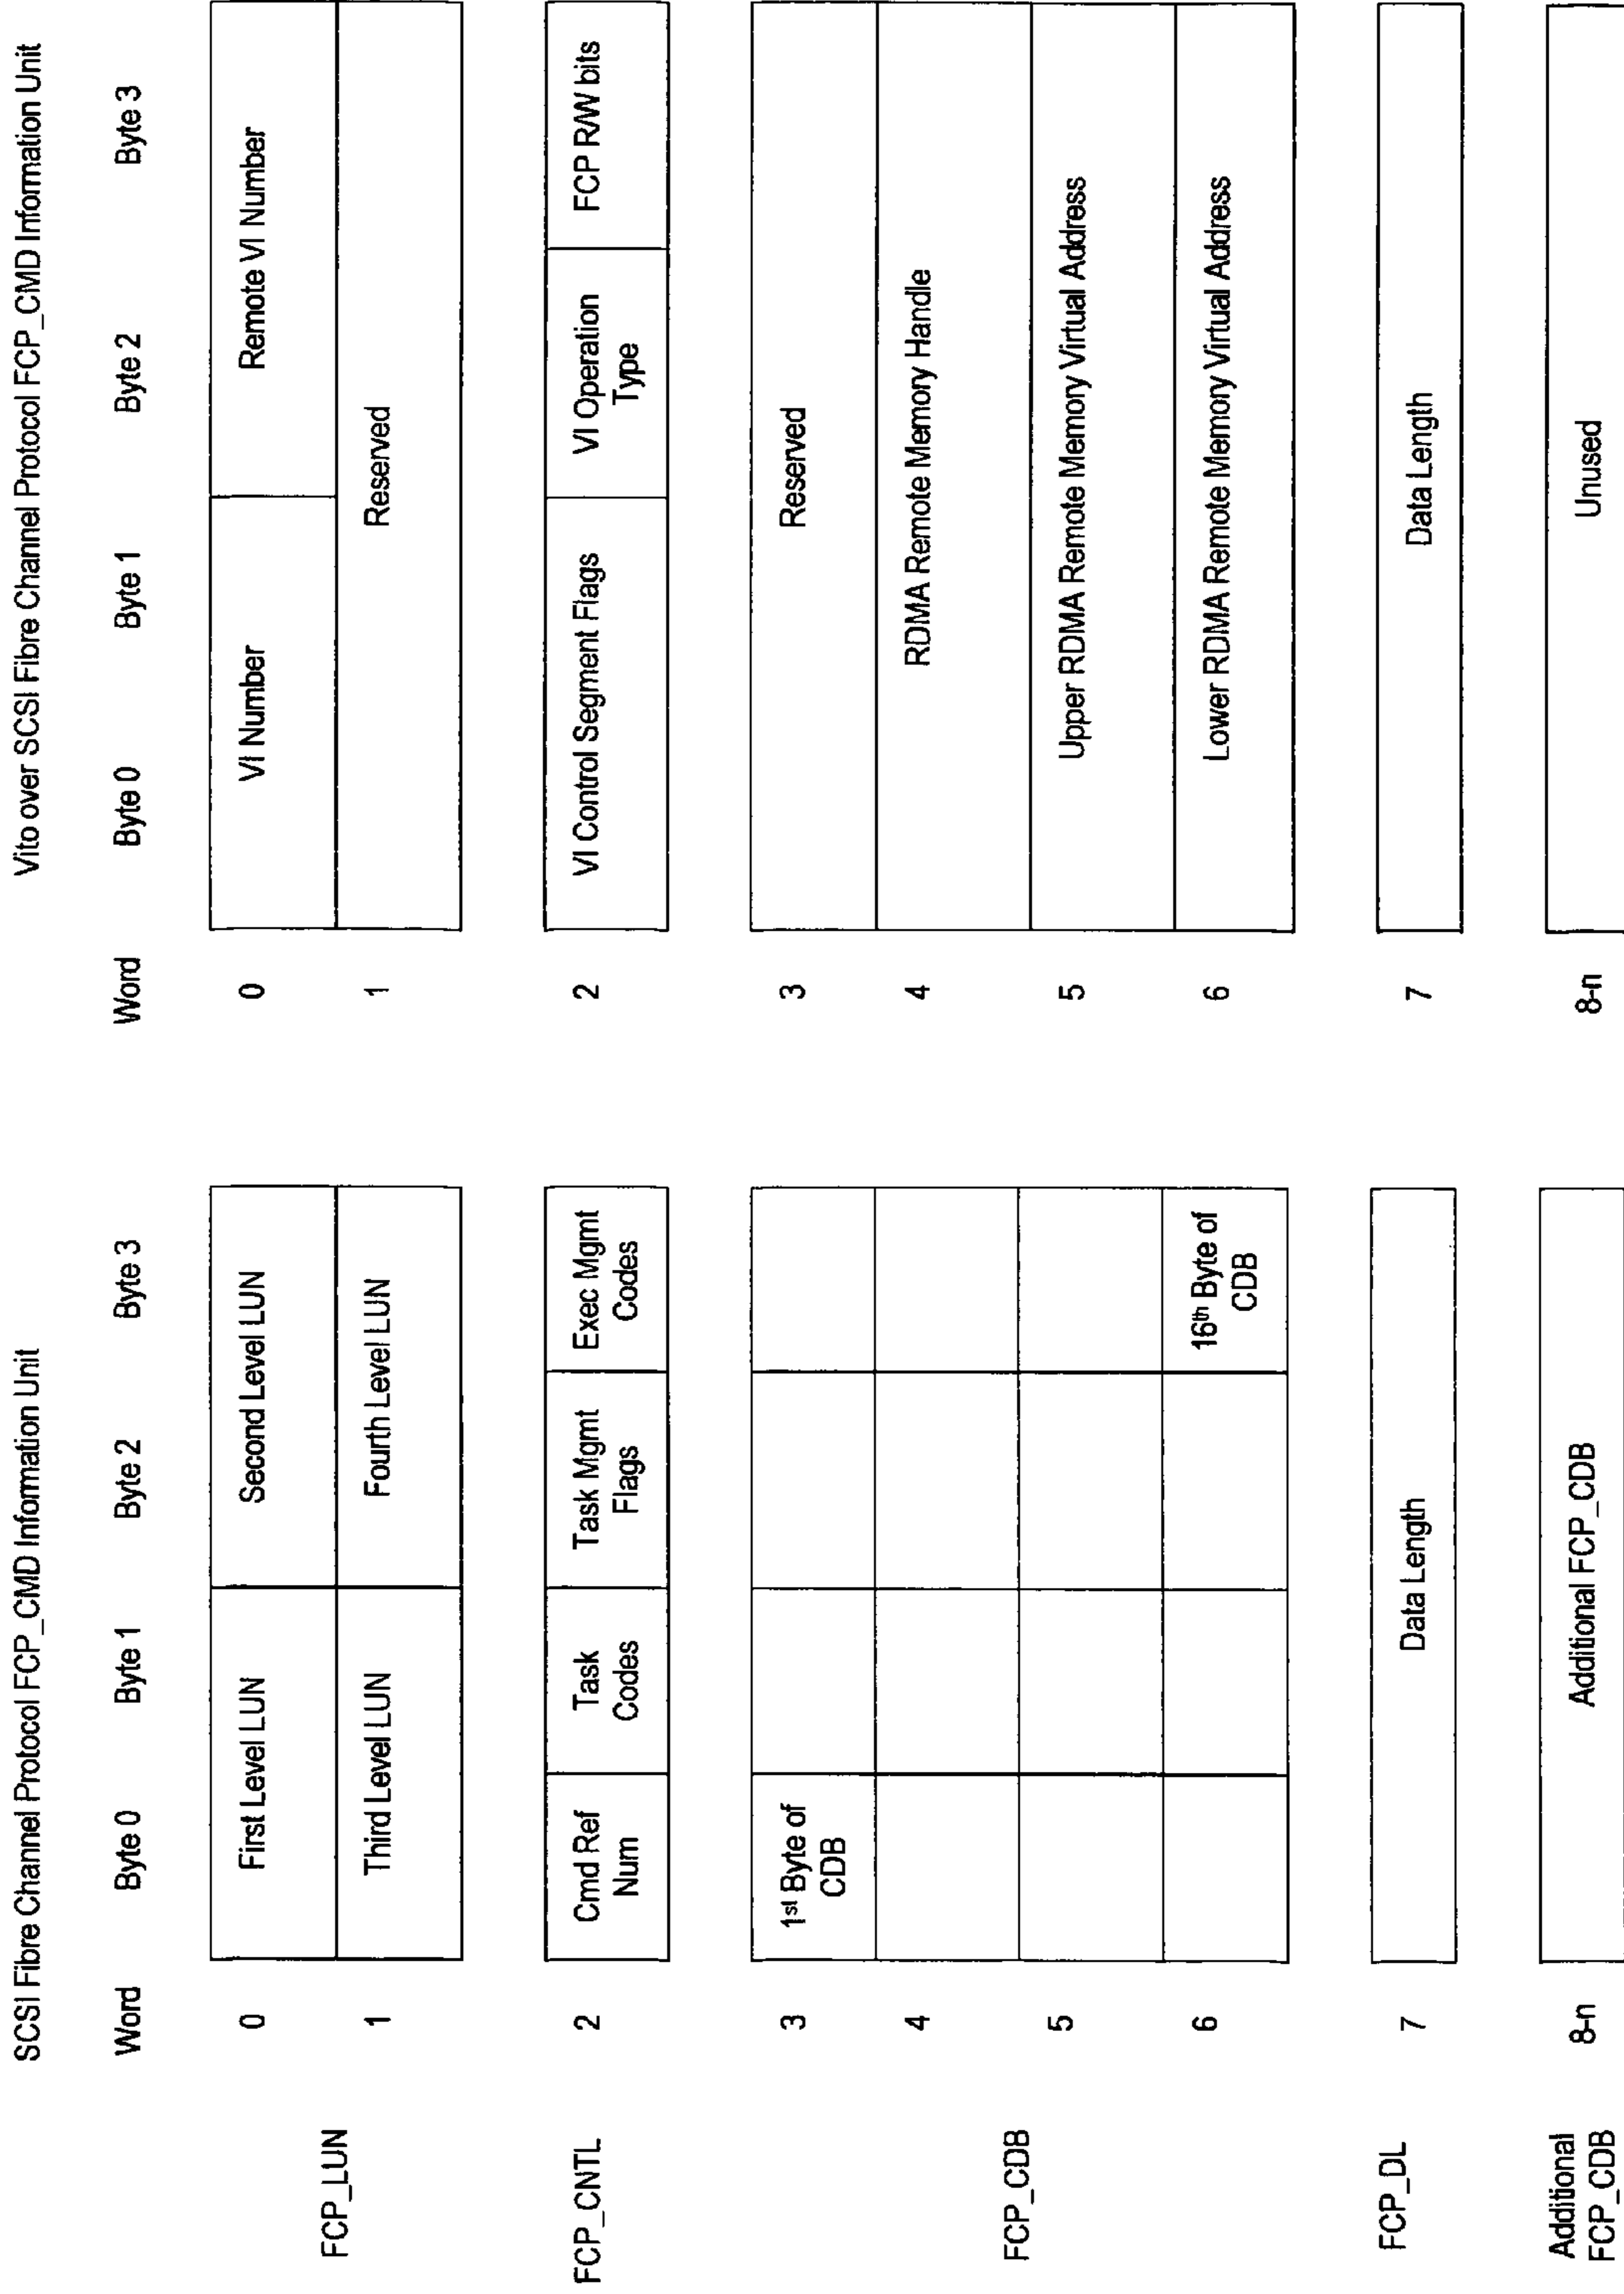 SCSI Fibre Channel Protocol FCP_CMD Information Unit
Word Byte 0 Byte 1 Byte 2 Byte 3
FCP_LUN
0 First Level LUN Second Level LUN
1 Third Level LUN Fourth Level LUN
FCP_CNTL
2 Cmd Ref Num Task Codes Task Mgmt Flags Exec Mgmt Codes
FCP_CDB
3 1st Byte of CDB
4
5
6 16th Byte of CDB
FCP_DL
7 Data Length
Additional FCP_CDB
8-n Additional FCP_CDB
Vito over SCSI Fibre Channel Protocol FCP_CMD Information Unit
Word Byte 0 Byte 1 Byte 2 Byte 3
0 VI Number Remote VI Number
1 Reserved
2 VI Control Segment Flags VI Operation Type FCP R/W bits
3 Reserved
4 RDMA Remote Memory Handle
5 Upper RDMA Remote Memory Virtual Address
6 Lower RDMA Remote Memory Virtual Address
7 Data Length
8-n Unused